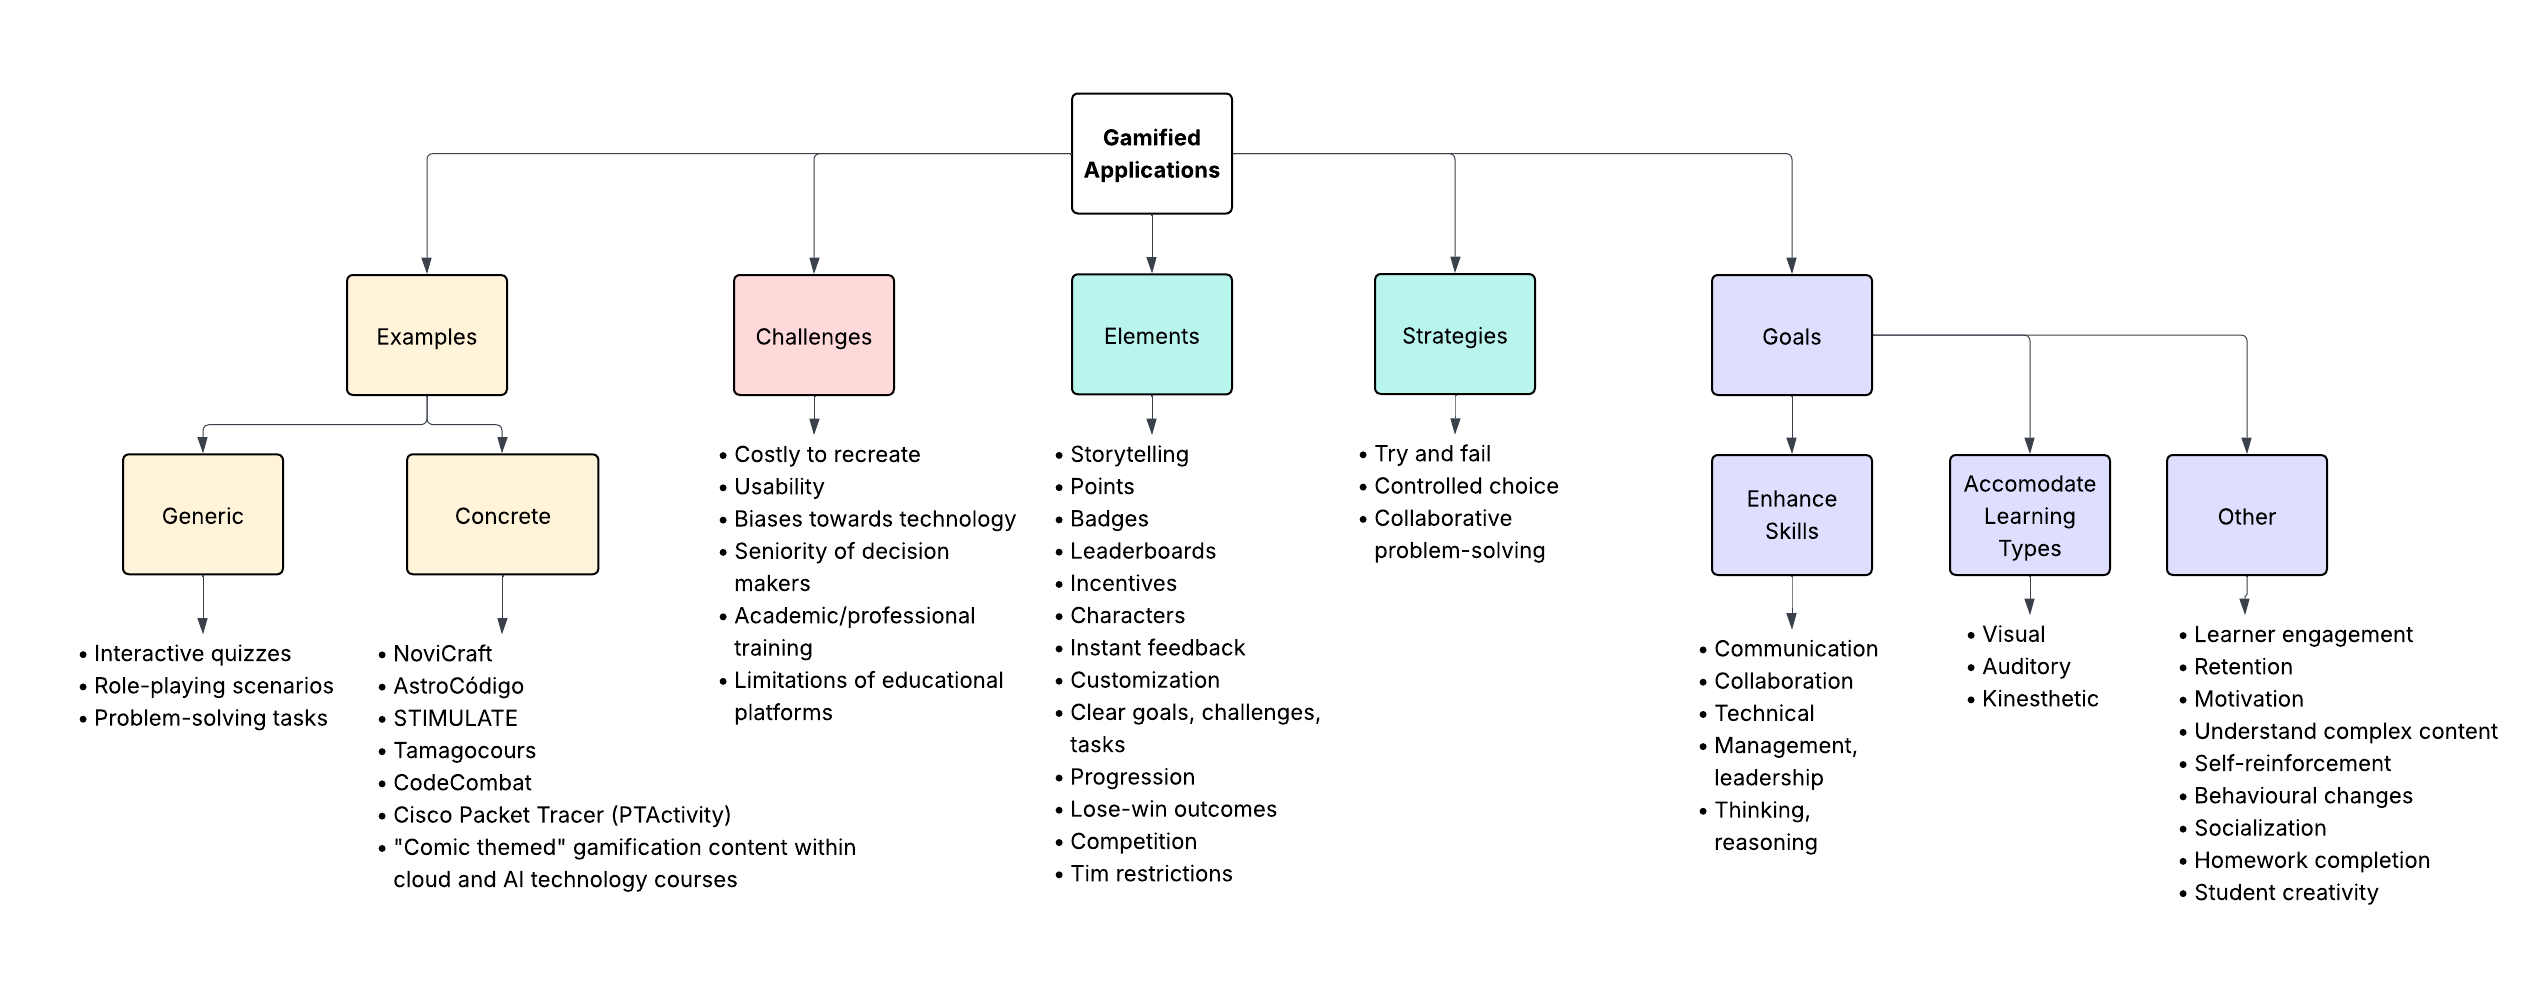 Gamified
Applications
Examples
Challenges
Elements
Strategies
Goals
Generic
Concrete
Enhance
Skills
Accomodate
Learning
Types
Other
• Interactive quizzes
• Role-playing scenarios
• Problem-solving tasks
• NoviCraft
• AstroCódigo
• STIMULATE
• Tamagocours
• CodeCombat
• Cisco Packet Tracer (PTActivity)
• "Comic themed" gamification content within
cloud and AI technology courses
• Costly to recreate
• Usability
• Biases towards technology
• Seniority of decision
makers
• Academic/professional
training
• Limitations of educational
platforms
• Storytelling
• Points
• Badges
• Leaderboards
• Incentives
• Characters
• Instant feedback
• Customization
• Clear goals, challenges,
tasks
• Progression
• Lose-win outcomes
• Competition
• Tim restrictions
• Try and fail
• Controlled choice
• Collaborative
problem-solving
• Communication
• Collaboration
• Technical
• Management,
leadership
• Thinking,
reasoning
• Visual
• Auditory
• Kinesthetic
• Learner engagement
• Retention
• Motivation
• Understand complex content
• Self-reinforcement
• Behavioural changes
• Socialization
• Homework completion
• Student creativity